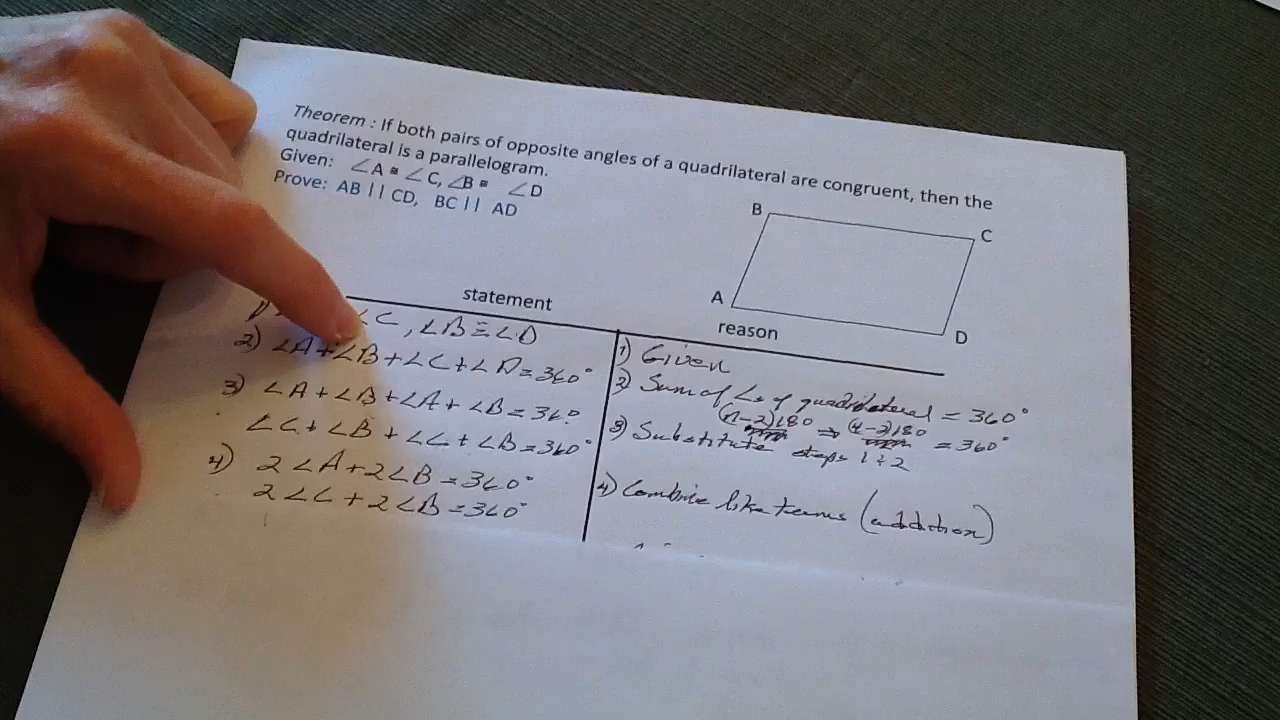 Theorem : If both pairs of opposite angles of a quadrilateral are congruent, then the
quadrilateral is a parallelogram.
Given: ∠A ≅ ∠C, ∠B ≅ ∠D
Prove: AB || CD, BC || AD
B
C
A
D
statement
reason
∠C, ∠B ≅ ∠D
2) ∠A+∠B+∠C+∠D=360°
3) ∠A+∠B+∠A+∠B=360°
∠C+∠B+∠C+∠B=360°
4) 2∠A+2∠B=360°
2∠C+2∠B=360°
1) Given
2) Sum of ∠s of quadrilateral = 360°
(n-2)180 ⇒ (4-2)180 = 360°
3) Substitute steps 1+2
4) Combine like terms (addition)